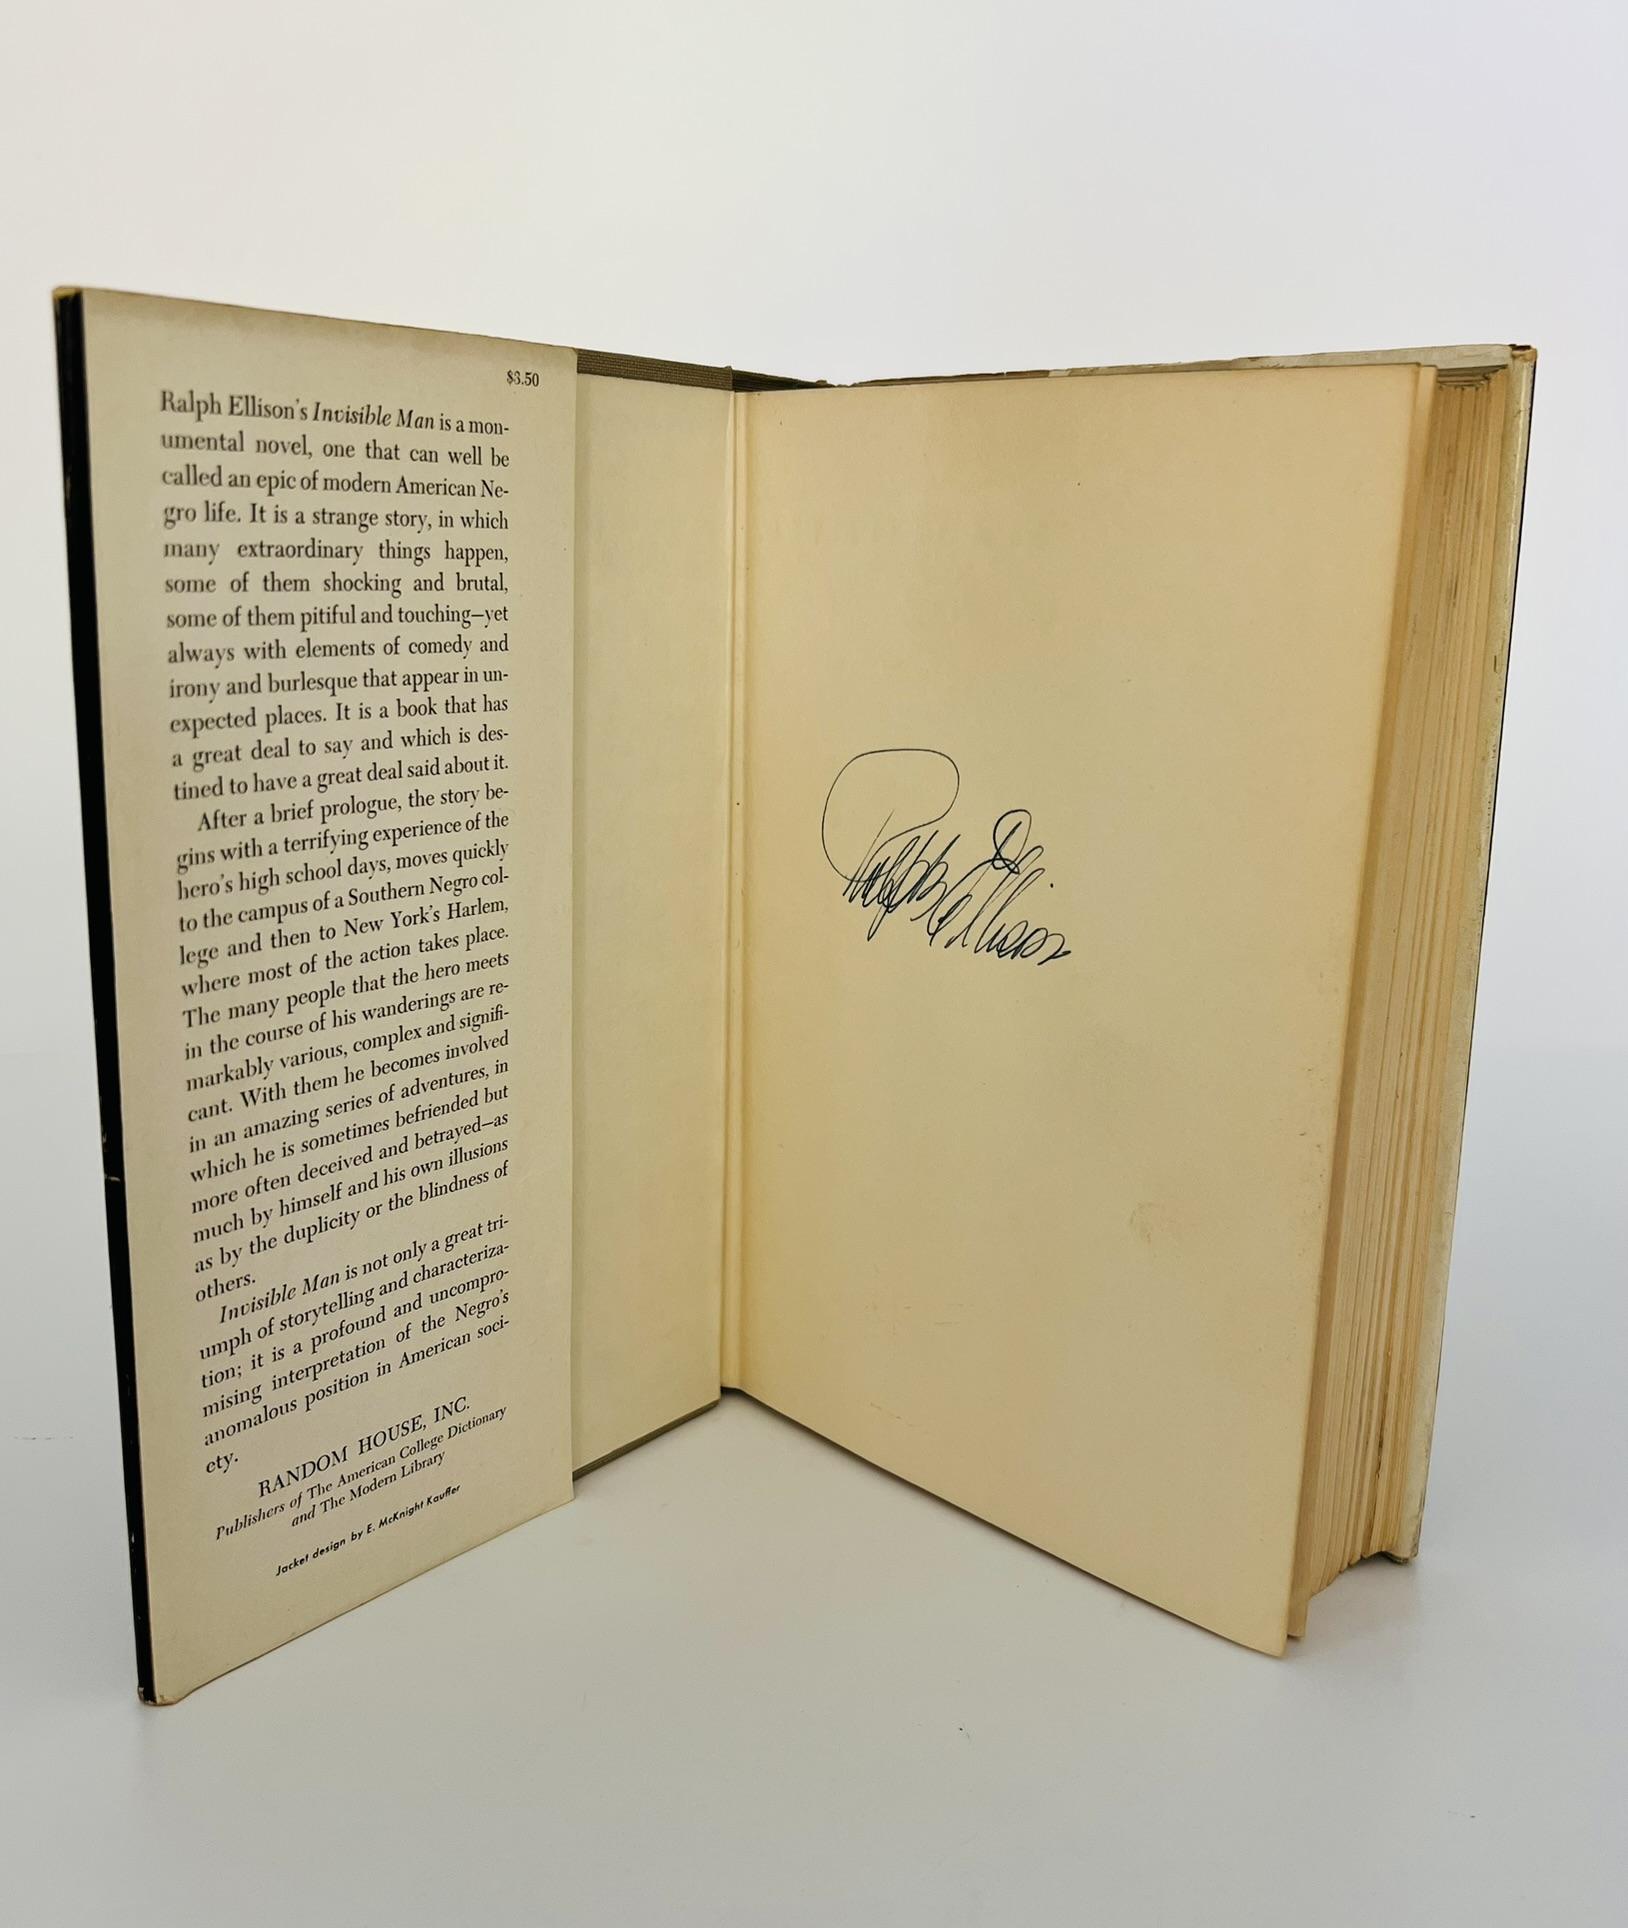 $3.50
Ralph Ellison's Invisible Man is a mon-
umental novel, one that can well be
called an epic of modern American Ne-
gro life. It is a strange story, in which
many extraordinary things happen,
some of them shocking and brutal,
some of them pitiful and touching—yet
always with elements of comedy and
irony and burlesque that appear in un-
expected places. It is a book that has
a great deal to say and which is des-
tined to have a great deal said about it.
After a brief prologue, the story be-
gins with a terrifying experience of the
hero's high school days, moves quickly
to the campus of a Southern Negro col-
lege and then to New York's Harlem,
where most of the action takes place.
The many people that the hero meets
in the course of his wanderings are re-
markably various, complex and signifi-
cant. With them he becomes involved
in an amazing series of adventures, in
which he is sometimes befriended but
more often deceived and betrayed—as
much by himself and his own illusions
as by the duplicity or the blindness of
others.
Invisible Man is not only a great tri-
umph of storytelling and characteriza-
tion; it is a profound and uncompro-
mising interpretation of the Negro's
anomalous position in American soci-
ety.
RANDOM HOUSE, INC.
Publishers of The American College Dictionary
and The Modern Library
Jacket design by E. McKnight Kauffer
Ralph Ellison